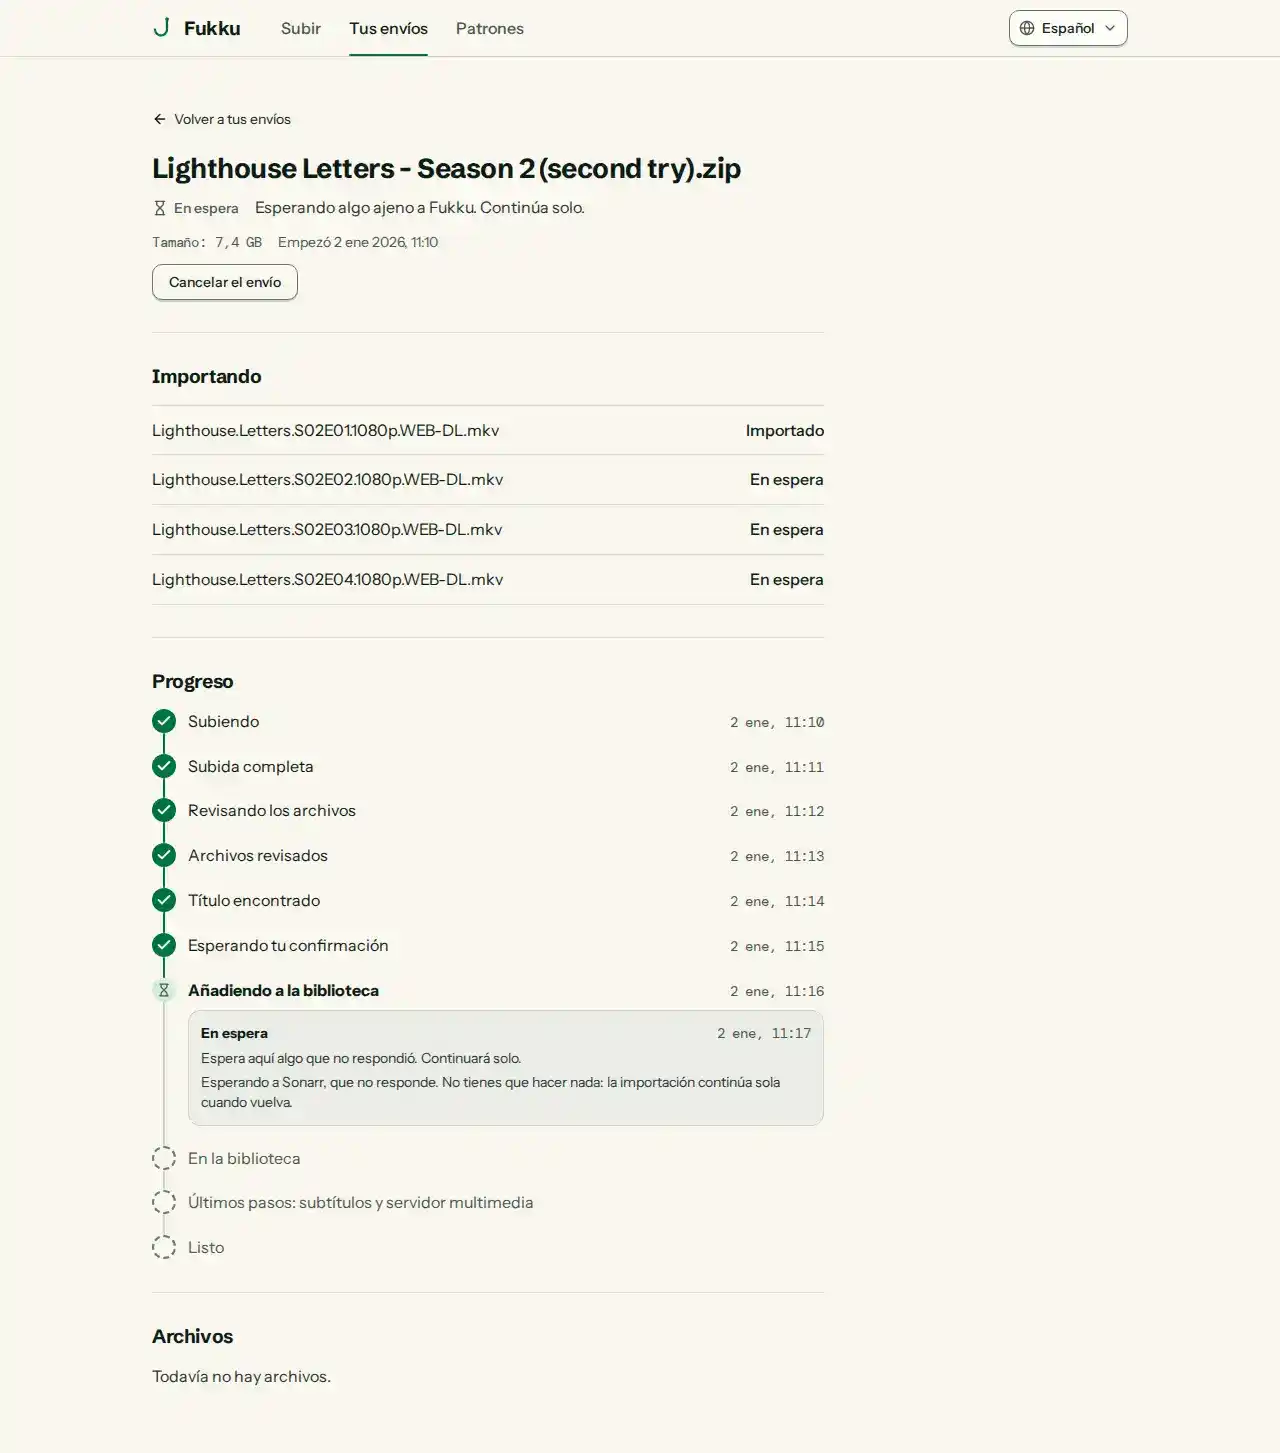 Fukku
Subir
Tus envíos
Patrones
Español
Volver a tus envíos
Lighthouse Letters - Season 2 (second try).zip
En espera
Esperando algo ajeno a Fukku. Continúa solo.
Tamaño: 7,4 GB
Empezó 2 ene 2026, 11:10
Cancelar el envío
Importando
Lighthouse.Letters.S02E01.1080p.WEB-DL.mkv
Importado
Lighthouse.Letters.S02E02.1080p.WEB-DL.mkv
En espera
Lighthouse.Letters.S02E03.1080p.WEB-DL.mkv
En espera
Lighthouse.Letters.S02E04.1080p.WEB-DL.mkv
En espera
Progreso
Subiendo
2 ene, 11:10
Subida completa
2 ene, 11:11
Revisando los archivos
2 ene, 11:12
Archivos revisados
2 ene, 11:13
Título encontrado
2 ene, 11:14
Esperando tu confirmación
2 ene, 11:15
Añadiendo a la biblioteca
2 ene, 11:16
En espera
2 ene, 11:17
Espera aquí algo que no respondió. Continuará solo.
Esperando a Sonarr, que no responde. No tienes que hacer nada: la importación continúa sola
cuando vuelva.
En la biblioteca
Últimos pasos: subtítulos y servidor multimedia
Listo
Archivos
Todavía no hay archivos.